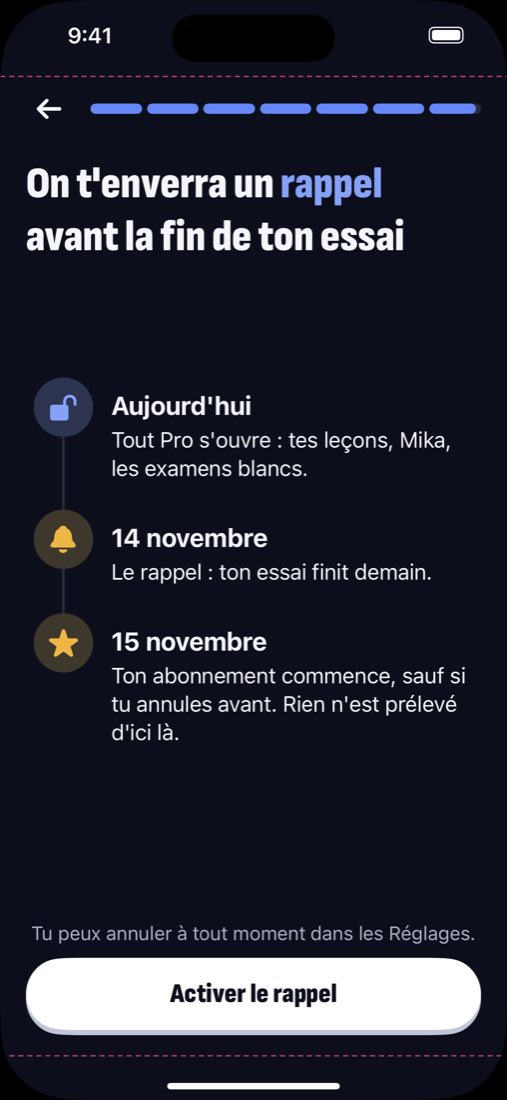 9:41
On t'enverra un rappel
avant la fin de ton essai
Aujourd'hui
Tout Pro s'ouvre : tes leçons, Mika,
les examens blancs.
14 novembre
Le rappel : ton essai finit demain.
15 novembre
Ton abonnement commence, sauf si
tu annules avant. Rien n'est prélevé
d'ici là.
Tu peux annuler à tout moment dans les Réglages.
Activer le rappel